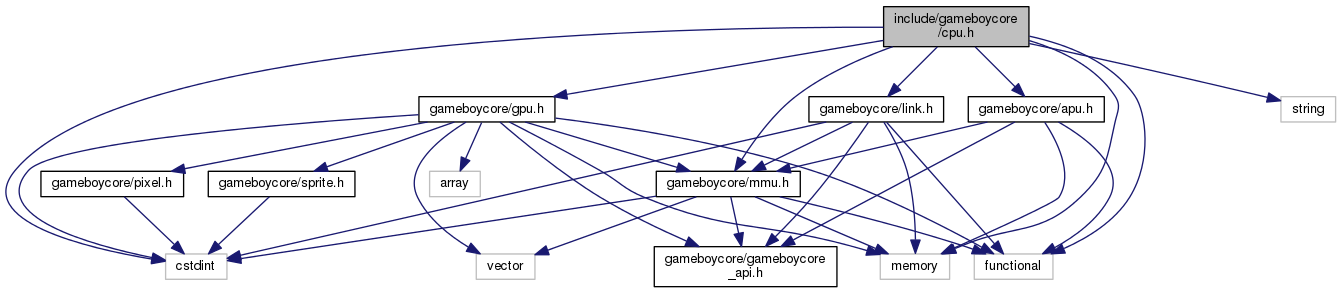 include/gameboycore
/cpu.h
gameboycore/gpu.h
gameboycore/link.h
gameboycore/apu.h
string
gameboycore/pixel.h
gameboycore/sprite.h
array
gameboycore/mmu.h
cstdint
vector
gameboycore/gameboycore
_api.h
memory
functional